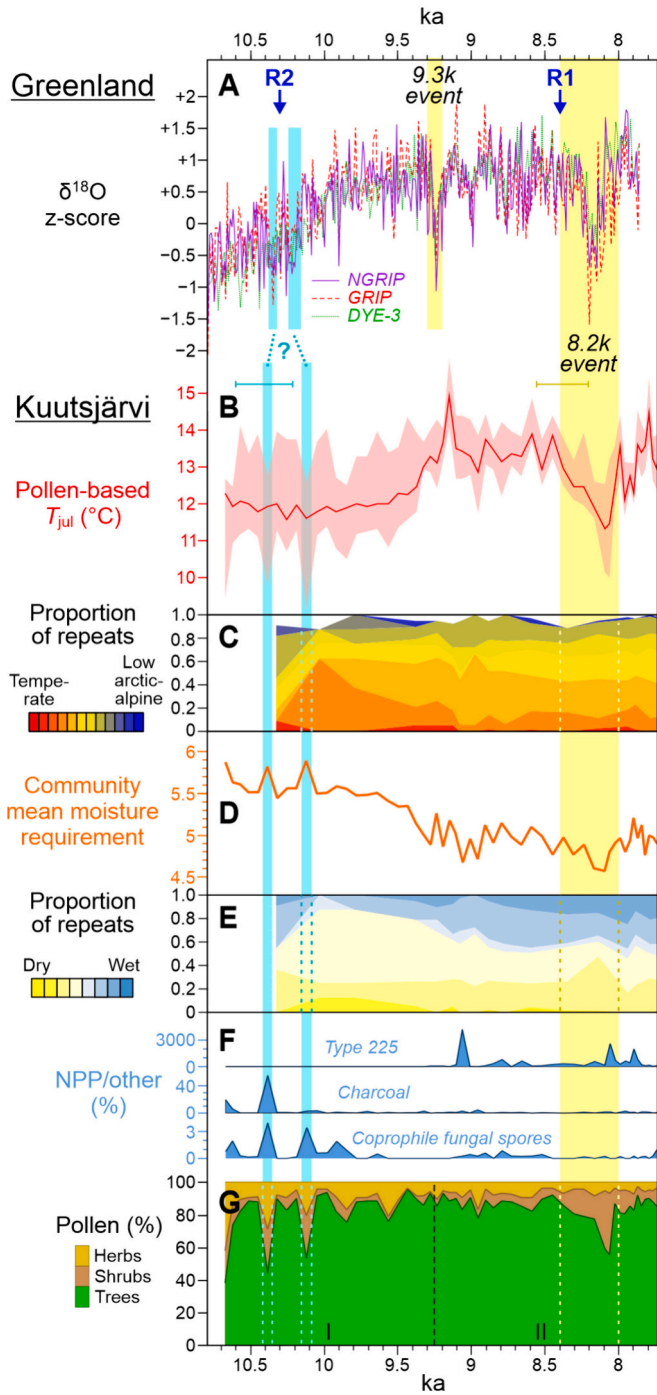 ka
10.5 10 9.5 9 8.5 8
Greenland
A
R2
9.3k
event
R1
+2
+1.5
+1
+0.5
0
−0.5
−1
−1.5
−2
δ18O
z-score
NGRIP
GRIP
DYE-3
?
8.2k
event
Kuutsjärvi
B
15
14
13
12
11
10
Pollen-based
Tjul (°C)
Proportion
of repeats
C
1.0
0.8
0.6
0.4
0.2
0
Tempe-
rate
Low
arctic-
alpine
Community
mean moisture
requirement
D
6
5.5
5
4.5
Proportion
of repeats
E
1.0
0.8
0.6
0.4
0.2
0
Dry Wet
F
NPP/other
(%)
3000
0
Type 225
40
0
Charcoal
3
0
Coprophile fungal spores
G
100
80
60
40
20
0
Pollen (%)
Herbs
Shrubs
Trees
I II
10.5 10 9.5 9 8.5 8
ka